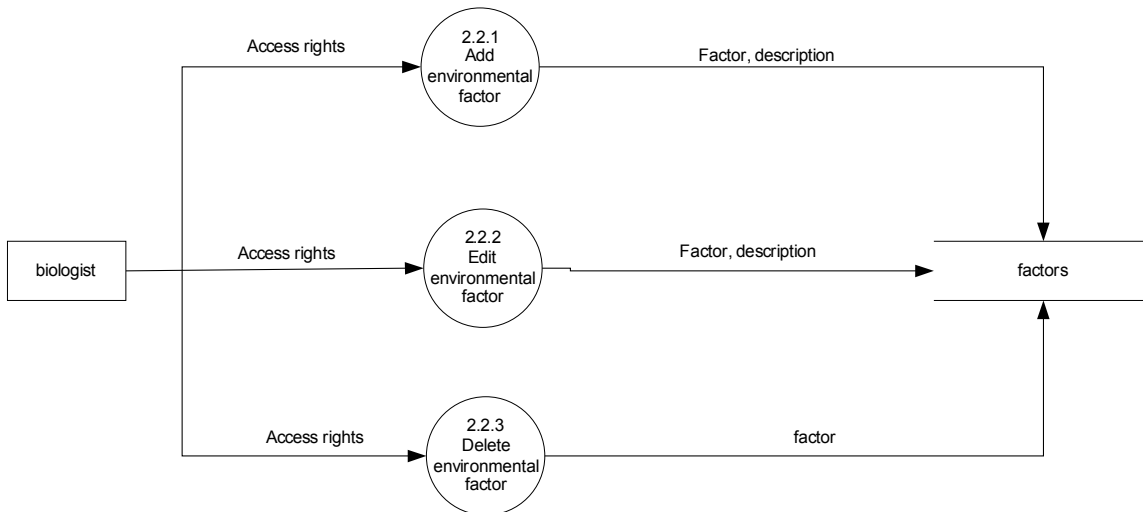 Access rights
2.2.1
Add
environmental
factor
Factor, description
biologist
Access rights
2.2.2
Edit
environmental
factor
Factor, description
factors
Access rights
2.2.3
Delete
environmental
factor
factor